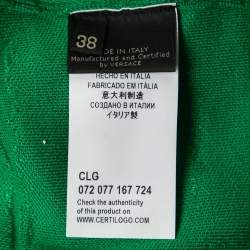 38
MADE IN ITALY
Manufactured and Certified
by VERSACE
HECHO EN ITALIA
FABRICADO EM ITÁLIA
意大利制造
СОЗДАНО В ИТАЛИИ
イタリア製
CLG
072 077 167 724
Check the authenticity
of this product on
www.CERTILOGO.COM